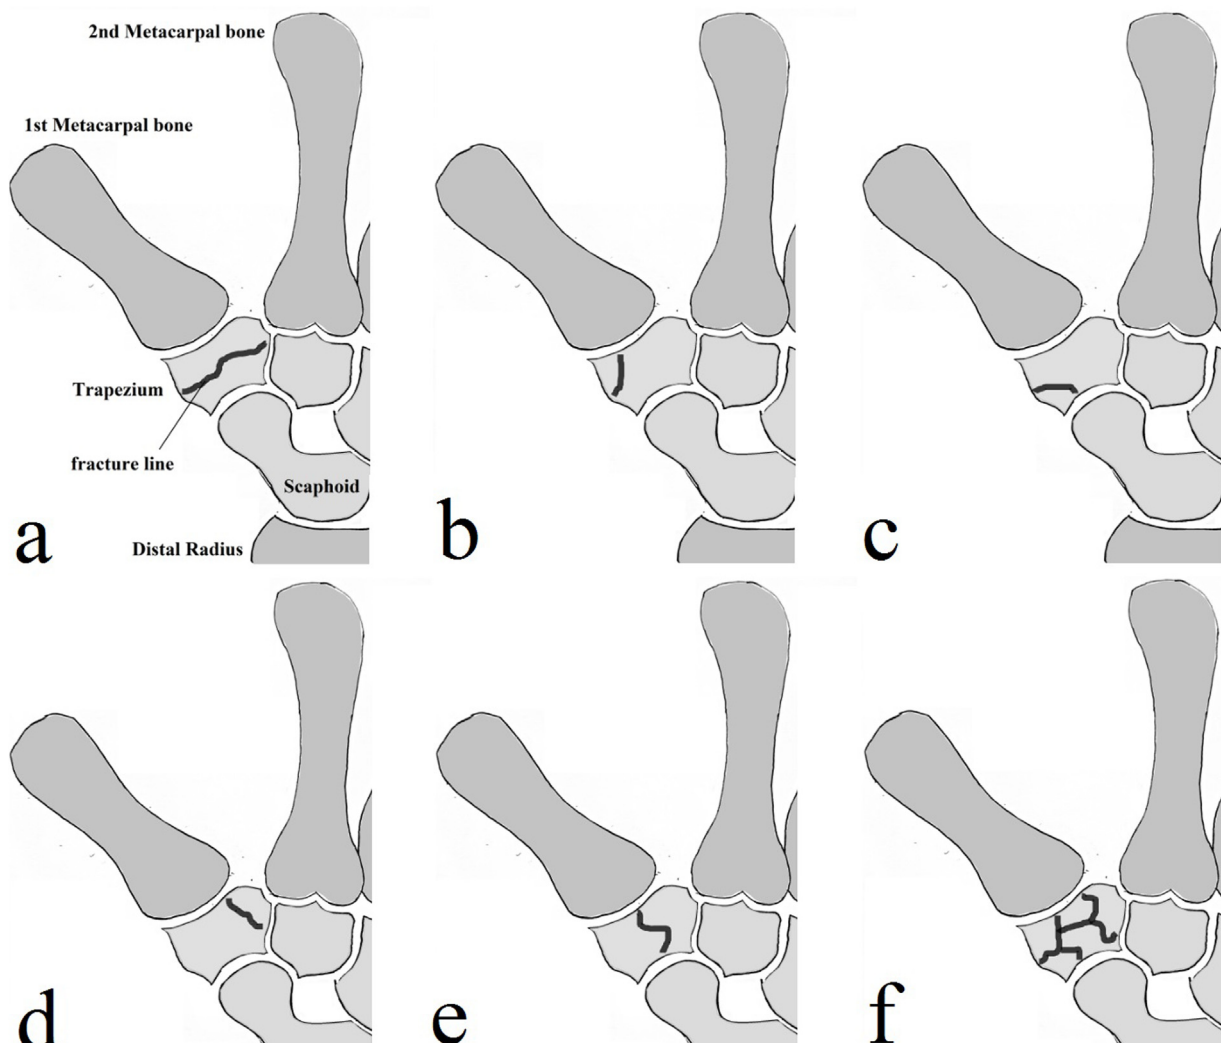 2nd Metacarpal bone
1st Metacarpal bone
Trapezium
fracture line
Scaphoid
Distal Radius
a
b
c
d
e
f